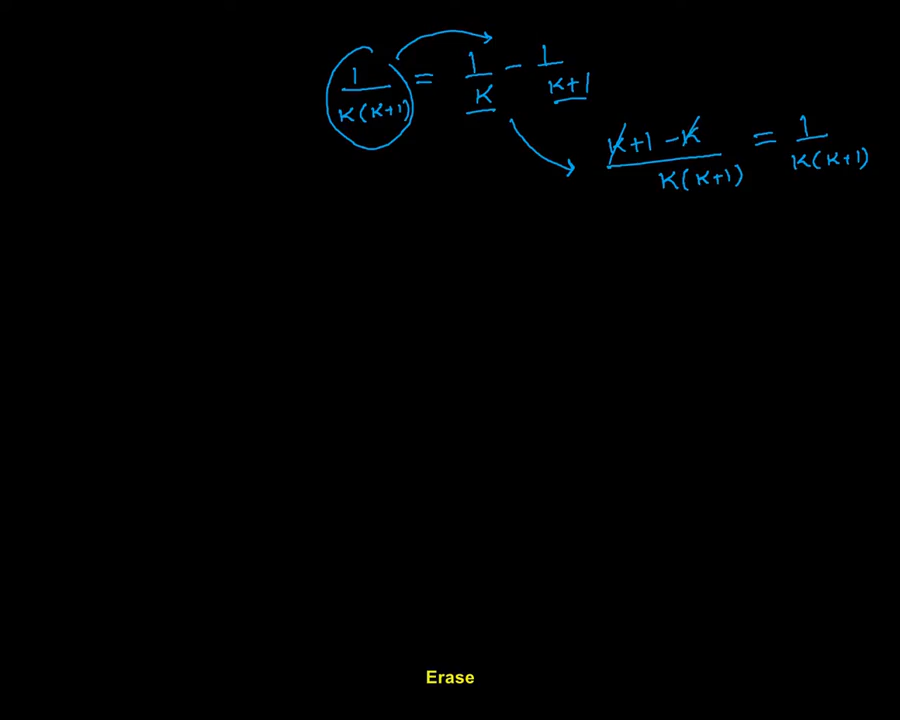 1/K(K+1) = 1/K - 1/K+1
K+1-K/K(K+1) = 1/K(K+1)
Erase